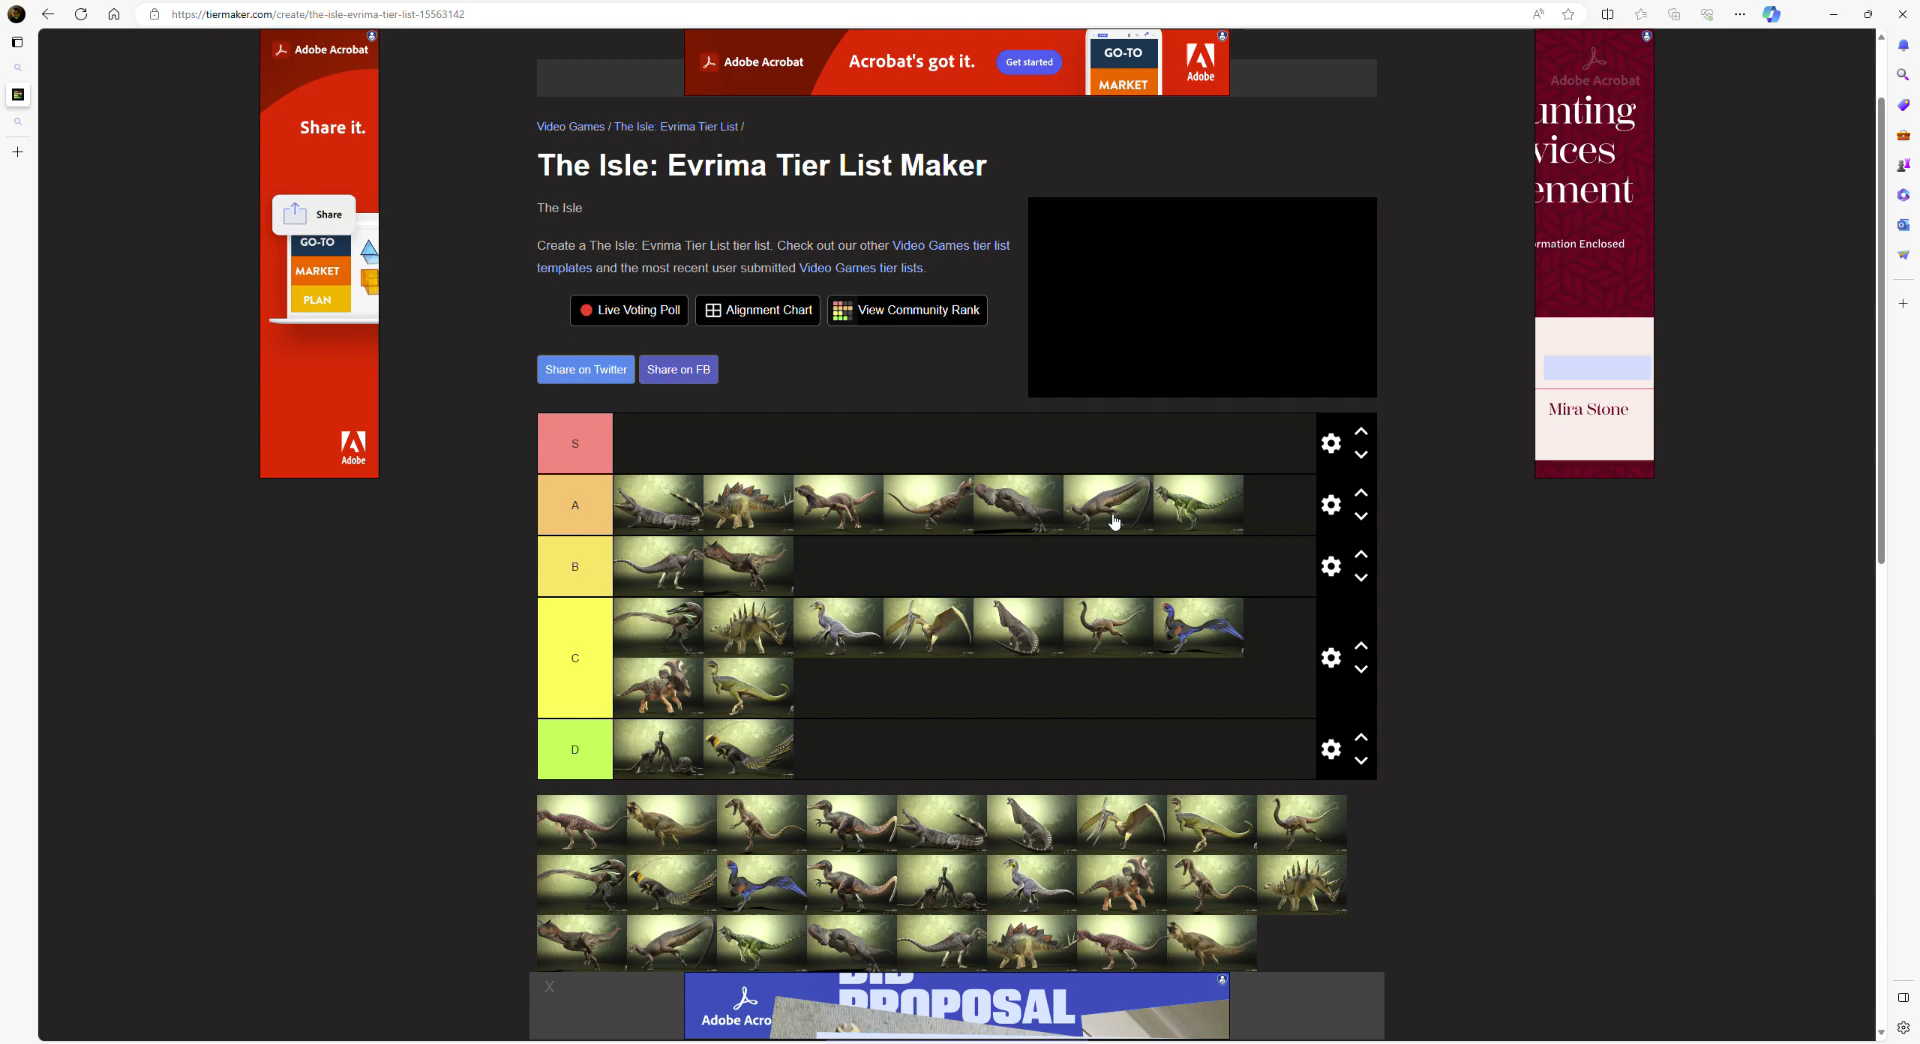 https://tiermaker.com/create/the-isle-evrima-tier-list-15563142
Adobe Acrobat
Share it.
Share
GO-TO
MARKET
PLAN
Adobe
Adobe Acrobat
Acrobat's got it.
Get started
GO-TO
MARKET
Adobe
Adobe Acrobat
unting
vices
ement
rmation Enclosed
Mira Stone
Video Games / The Isle: Evrima Tier List /
The Isle: Evrima Tier List Maker
The Isle
Create a The Isle: Evrima Tier List tier list. Check out our other Video Games tier list
templates and the most recent user submitted Video Games tier lists.
Live Voting Poll
Alignment Chart
View Community Rank
Share on Twitter
Share on FB
S
A
B
C
D
X
Adobe Acro
BID
PROPOSAL